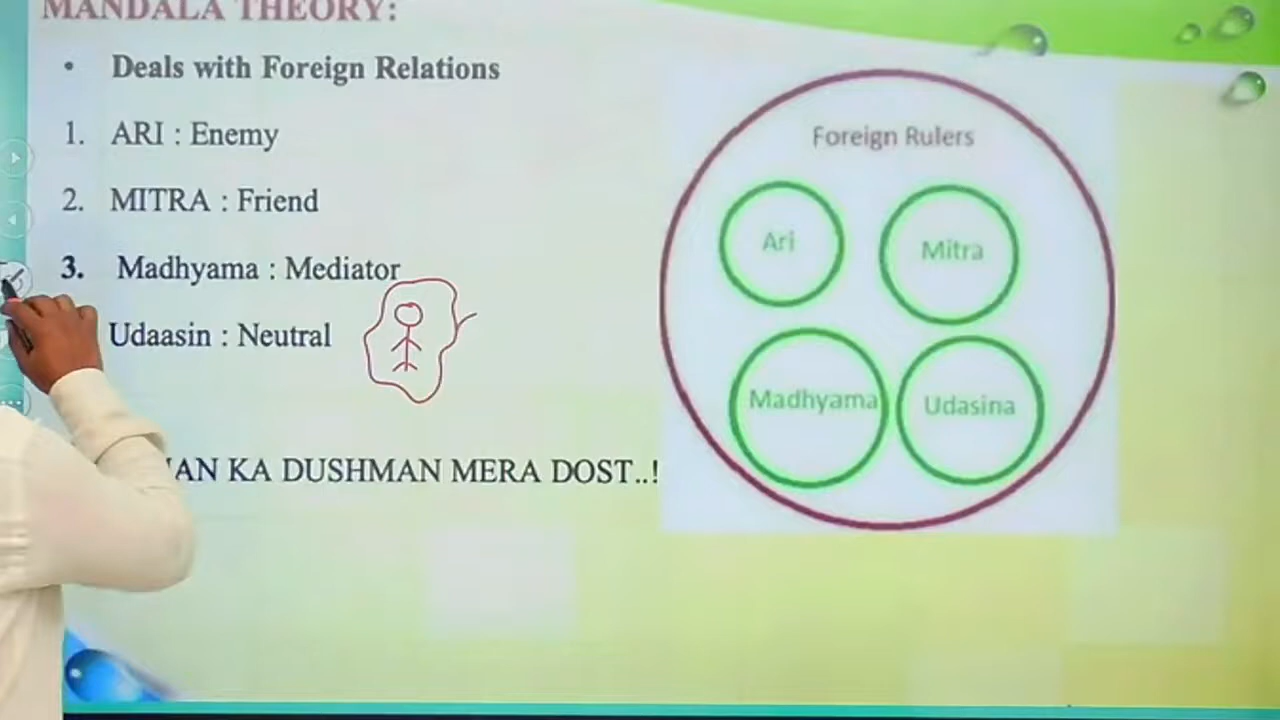 MANDALA THEORY:
• Deals with Foreign Relations
1. ARI : Enemy
2. MITRA : Friend
3. Madhyama : Mediator
Udaasin : Neutral
KA DUSHMAN MERA DOST..!
Foreign Rulers
Ari
Mitra
Madhyama
Udasina